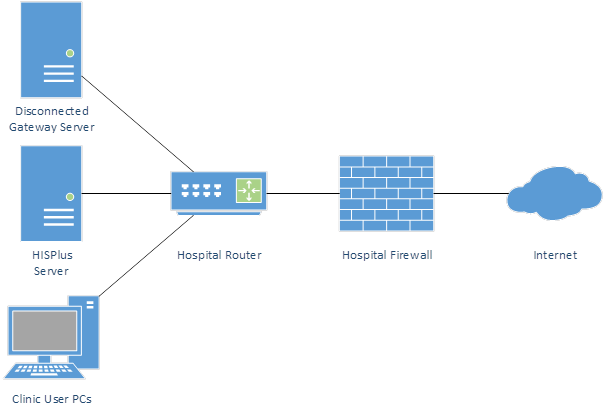 Disconnected
Gateway Server
HISPlus
Server
Hospital Router
Hospital Firewall
Internet
Clinic User PCs